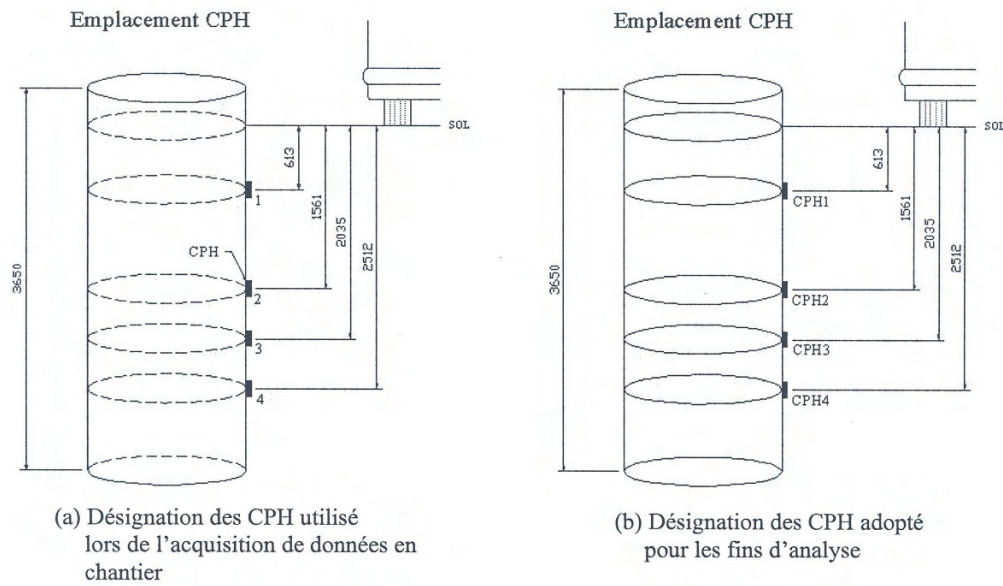 Emplacement CPH
SOL
613
1561
2035
2512
3650
1
CPH
2
3
4
(a) Désignation des CPH utilisé
lors de l'acquisition de données en
chantier
Emplacement CPH
SOL
613
1561
2035
2512
3650
CPH1
CPH2
CPH3
CPH4
(b) Désignation des CPH adopté
pour les fins d'analyse